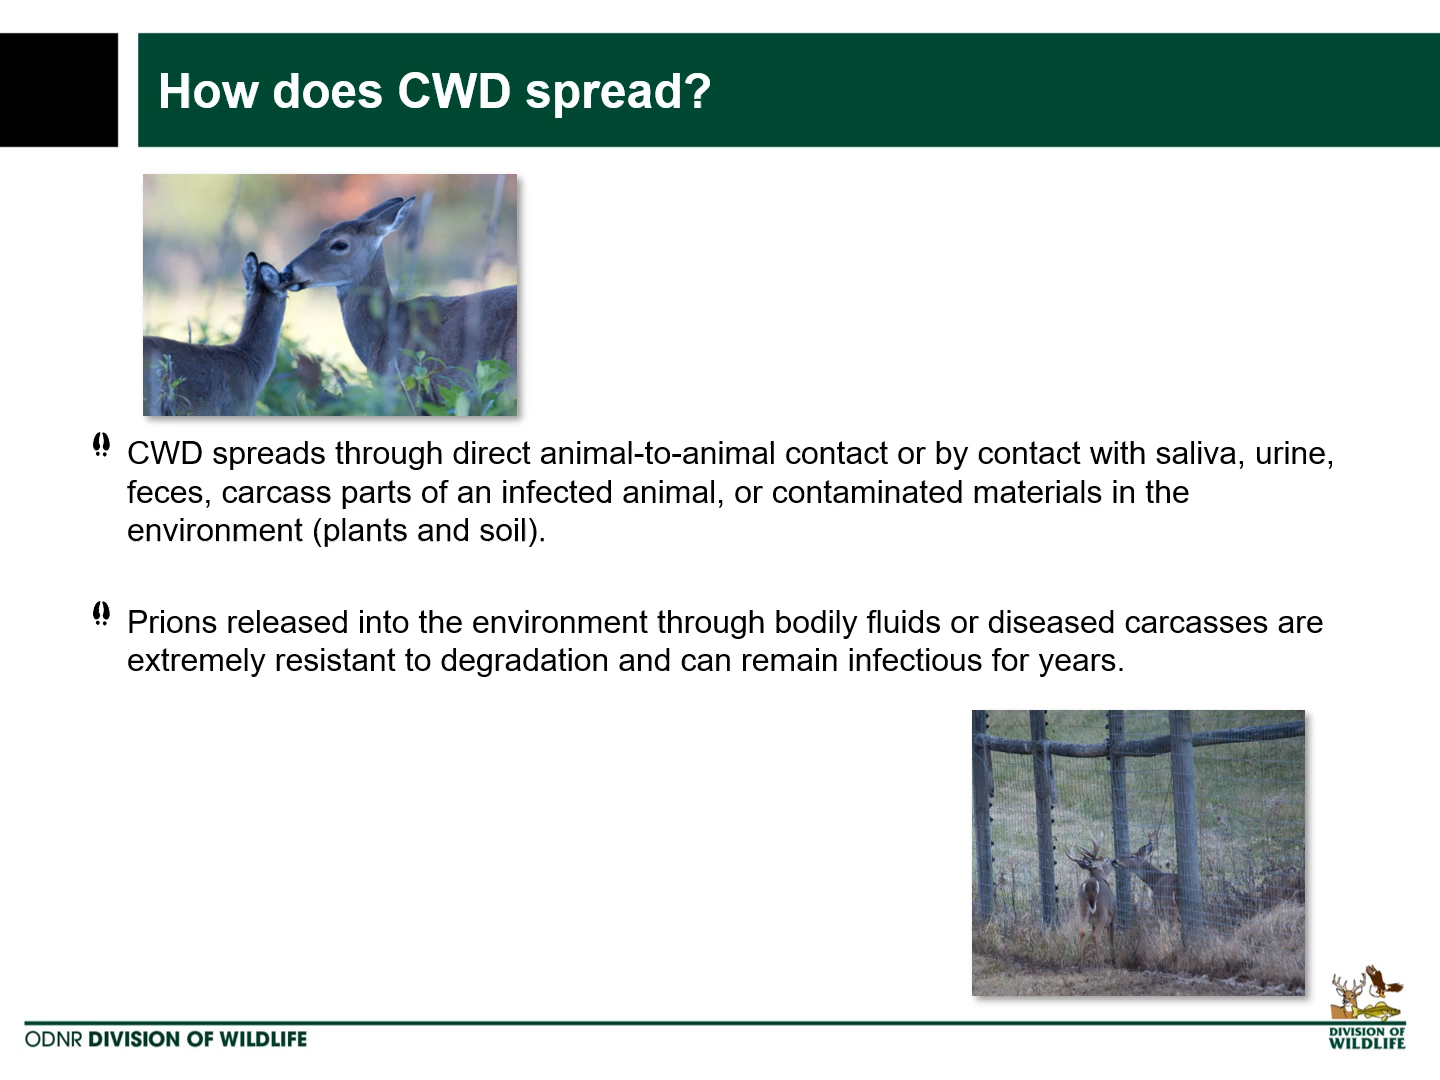 How does CWD spread?
CWD spreads through direct animal-to-animal contact or by contact with saliva, urine,
feces, carcass parts of an infected animal, or contaminated materials in the
environment (plants and soil).
Prions released into the environment through bodily fluids or diseased carcasses are
extremely resistant to degradation and can remain infectious for years.
ODNR DIVISION OF WILDLIFE
DIVISION OF
WILDLIFE